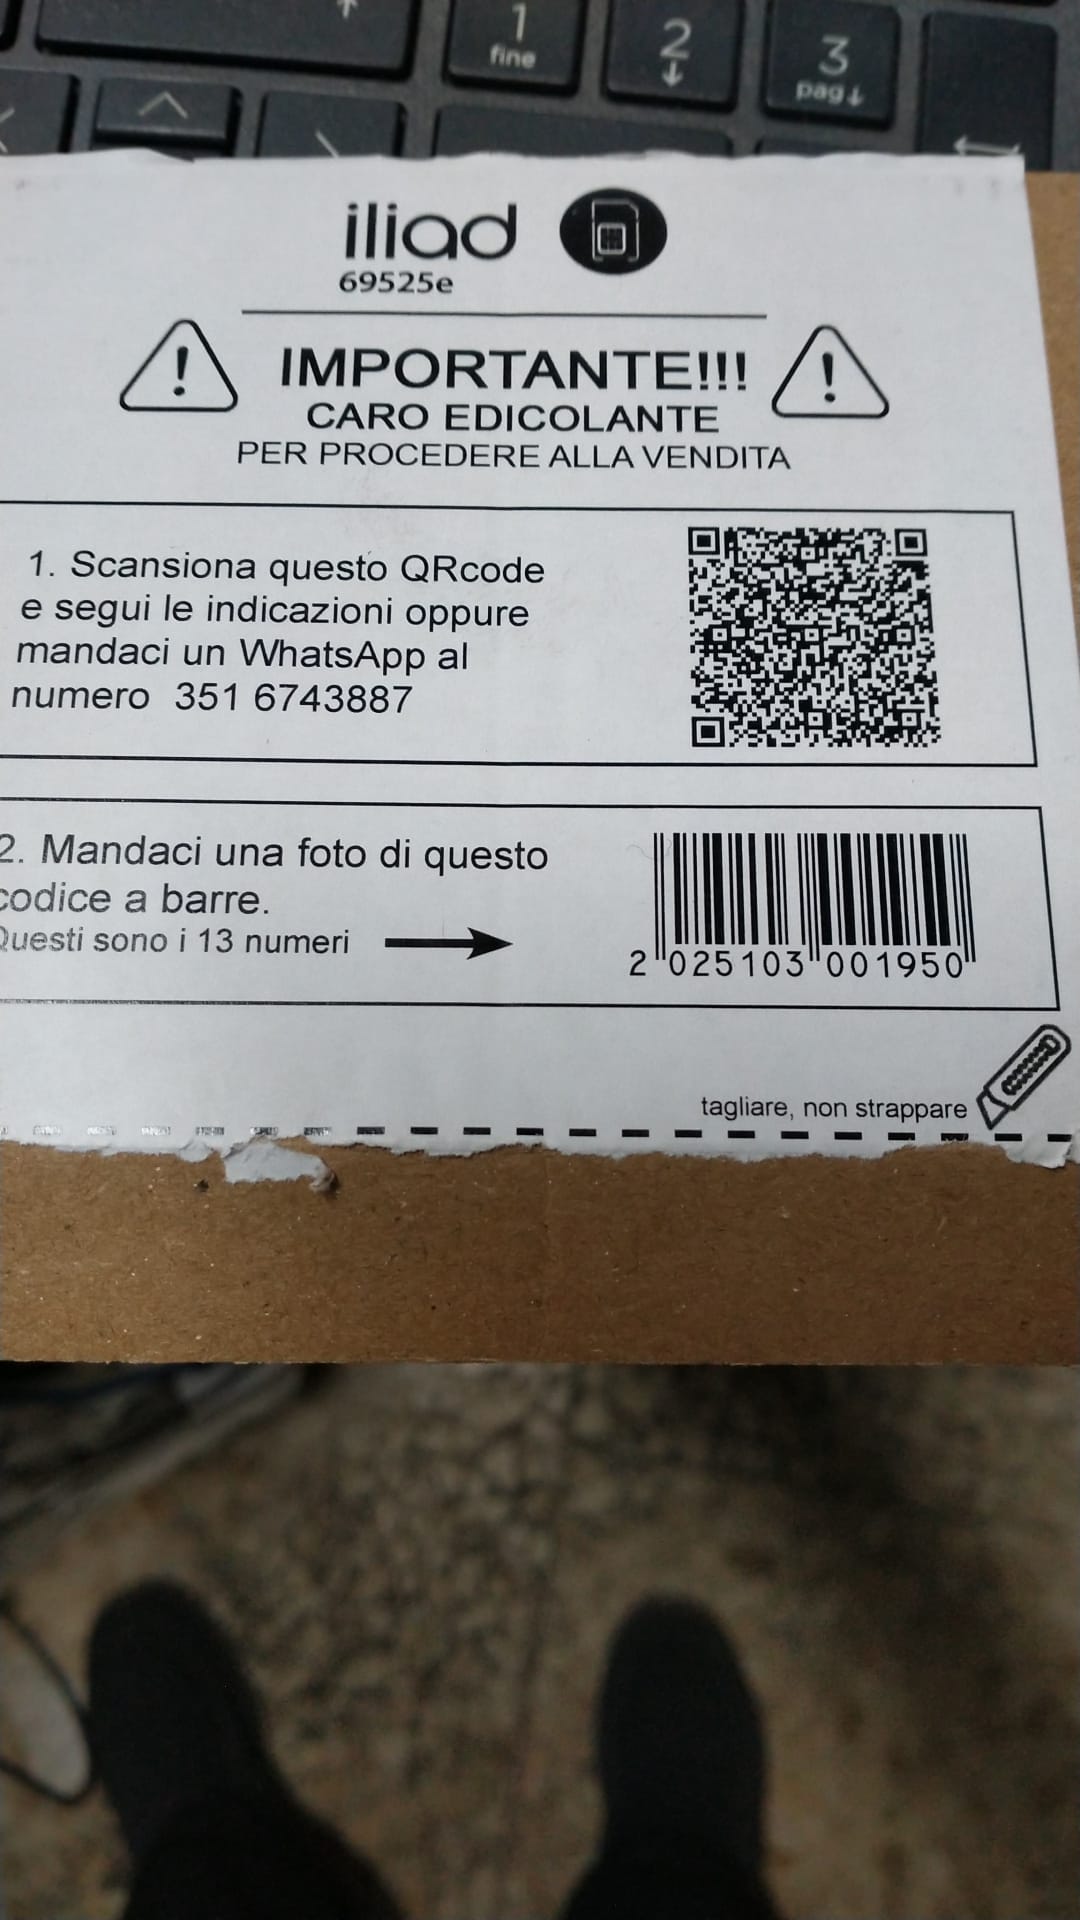 1
fine
2
3
pag
iliad
69525e
! IMPORTANTE!!! !
CARO EDICOLANTE
PER PROCEDERE ALLA VENDITA
1. Scansiona questo QRcode
e segui le indicazioni oppure
mandaci un WhatsApp al
numero 351 6743887
2. Mandaci una foto di questo
codice a barre.
Questi sono i 13 numeri
2 025103 001950
tagliare, non strappare